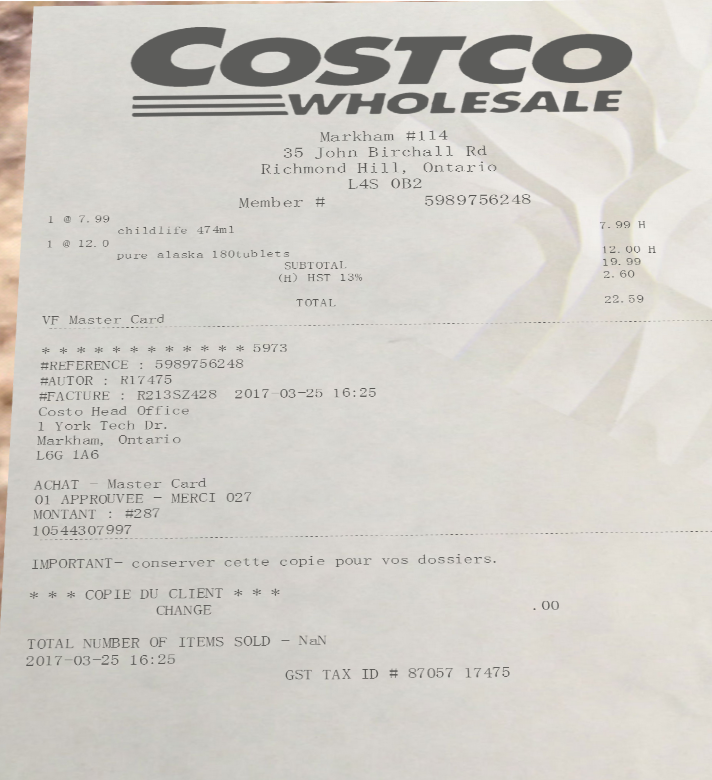 COSTCO
WHOLESALE
Markham #114
35 John Birchall Rd
Richmond Hill, Ontario
L4S 0B2
Member # 5989756248
1 @ 7.99
childlife 474ml 7.99 H
1 @ 12.0
pure alaska 180tublets 12.00 H
SUBTOTAL 19.99
(H) HST 13% 2.60
TOTAL 22.59
VF Master Card
* * * * * * * * * * * * 5973
#REFERENCE : 5989756248
#AUTOR : R17475
#FACTURE : R213SZ428 2017-03-25 16:25
Costo Head Office
1 York Tech Dr.
Markham, Ontario
L6G 1A6
ACHAT - Master Card
01 APPROUVEE - MERCI 027
MONTANT : #287
10544307997
IMPORTANT- conserver cette copie pour vos dossiers.
* * * COPIE DU CLIENT * * *
CHANGE .00
TOTAL NUMBER OF ITEMS SOLD - NaN
2017-03-25 16:25
GST TAX ID # 87057 17475